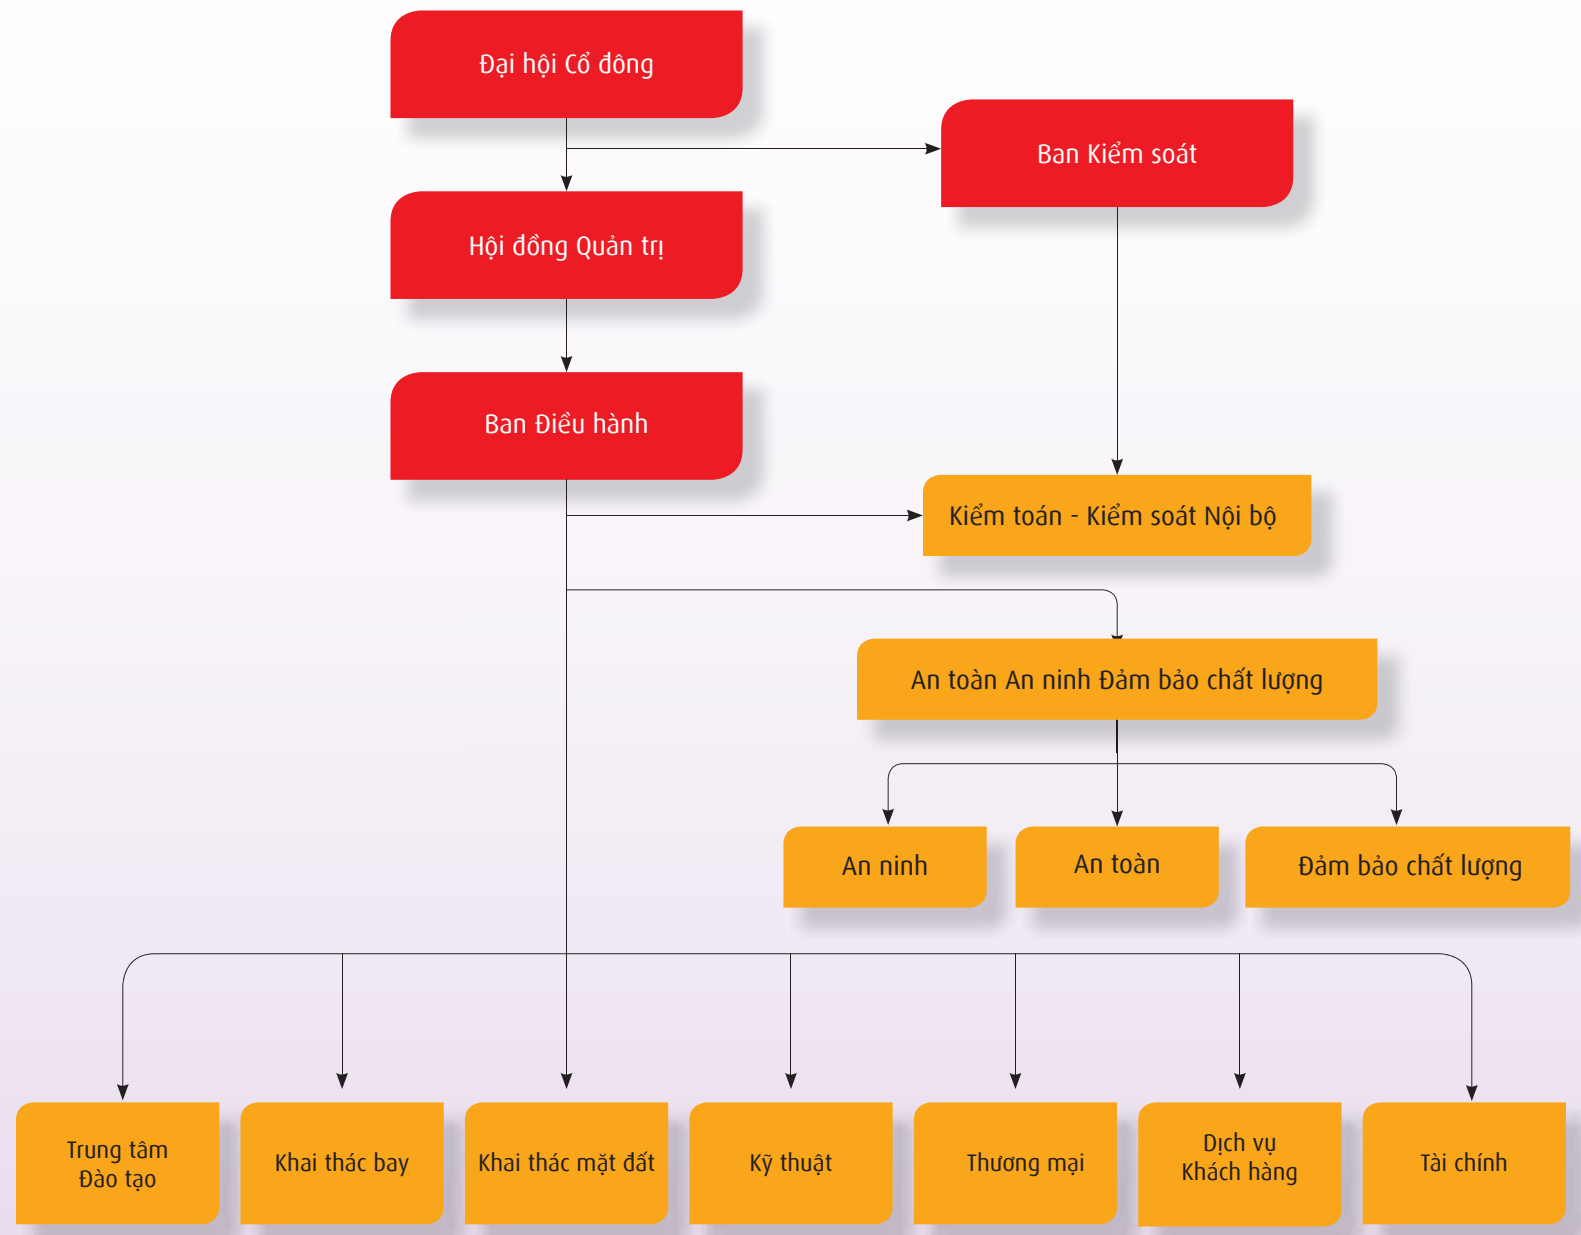 Đại hội Cổ đông
Ban Kiểm soát
Hội đồng Quản trị
Ban Điều hành
Kiểm toán - Kiểm soát Nội bộ
An toàn An ninh Đảm bảo chất lượng
An ninh
An toàn
Đảm bảo chất lượng
Trung tâm
Đào tạo
Khai thác bay
Khai thác mặt đất
Kỹ thuật
Thương mại
Dịch vụ
Khách hàng
Tài chính